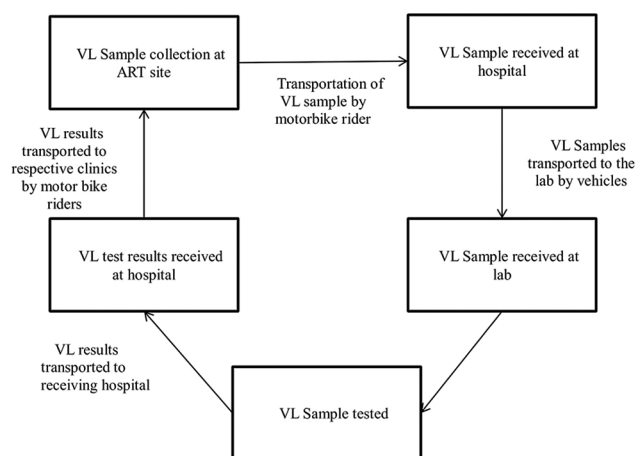 VL Sample collection at
ART site
Transportation of
VL sample by
motorbike rider
VL Sample received at
hospital
VL Samples
transported to the
lab by vehicles
VL Sample received at
lab
VL Sample tested
VL results
transported to
receiving hospital
VL test results received
at hospital
VL results
transported to
respective clinics
by motor bike
riders